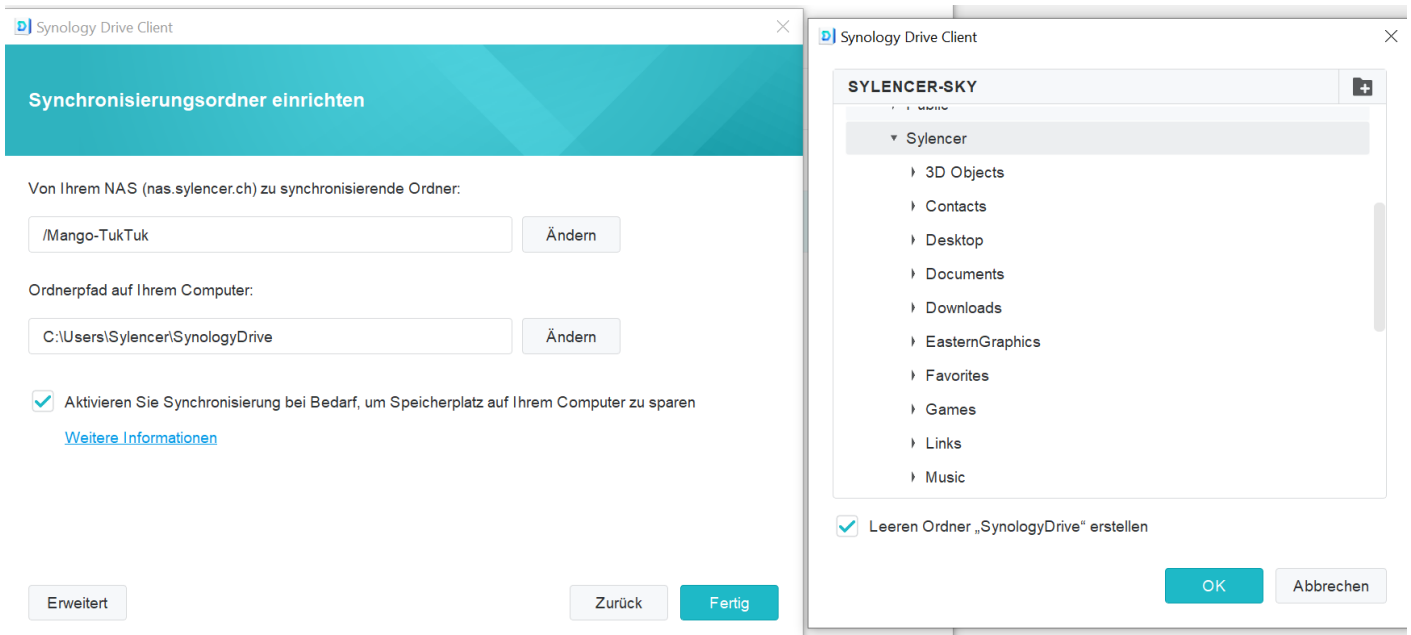 Synology Drive Client
Synchronisierungsordner einrichten
Von Ihrem NAS (nas.sylencer.ch) zu synchronisierende Ordner:
/Mango-TukTuk
Ändern
Ordnerpfad auf Ihrem Computer:
C:\Users\Sylencer\SynologyDrive
Ändern
Aktivieren Sie Synchronisierung bei Bedarf, um Speicherplatz auf Ihrem Computer zu sparen
Weitere Informationen
Erweitert
Zurück
Fertig
Synology Drive Client
SYLENCER-SKY
Public
Sylencer
3D Objects
Contacts
Desktop
Documents
Downloads
EasternGraphics
Favorites
Games
Links
Music
Leeren Ordner „SynologyDrive“ erstellen
OK
Abbrechen